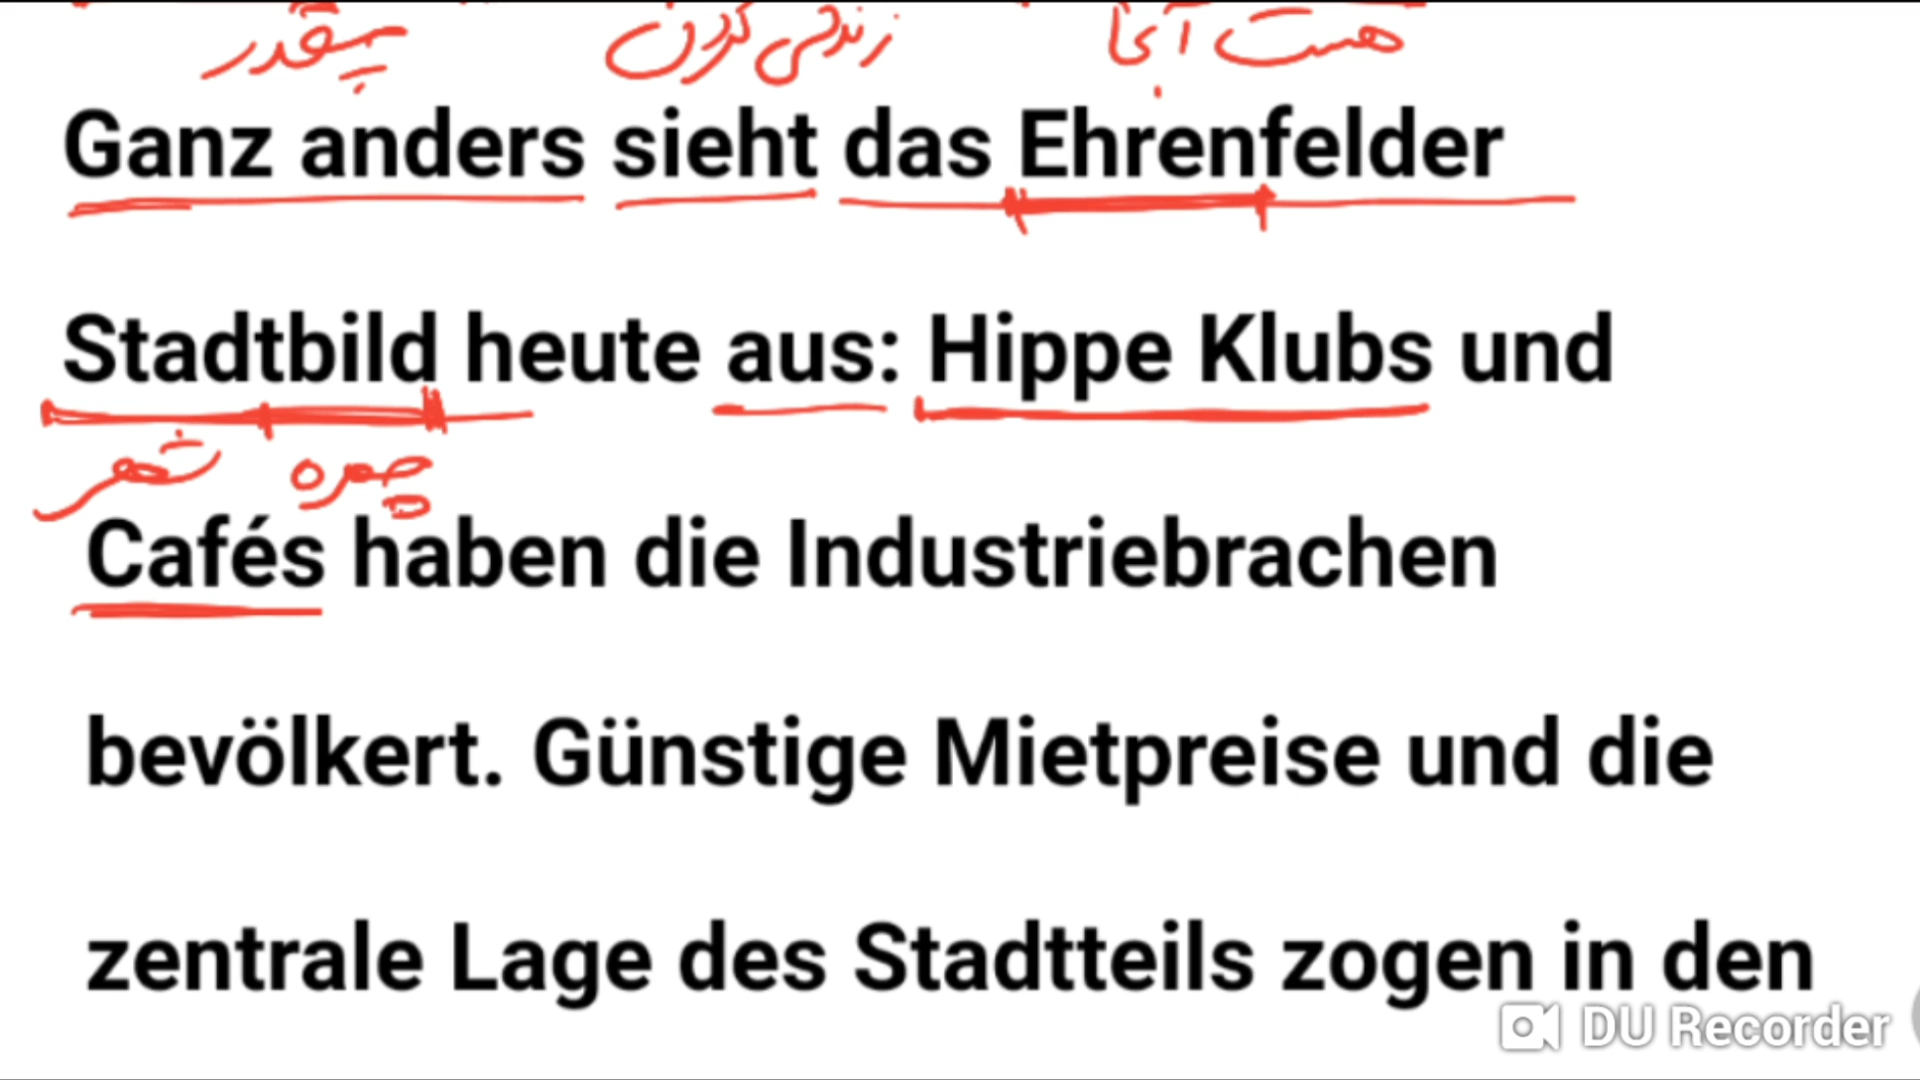 چقدر زندگی کردن هست آنجا
Ganz anders sieht das Ehrenfelder
Stadtbild heute aus: Hippe Klubs und
شهر چهره
Cafés haben die Industriebrachen
bevölkert. Günstige Mietpreise und die
zentrale Lage des Stadtteils zogen in den
DU Recorder